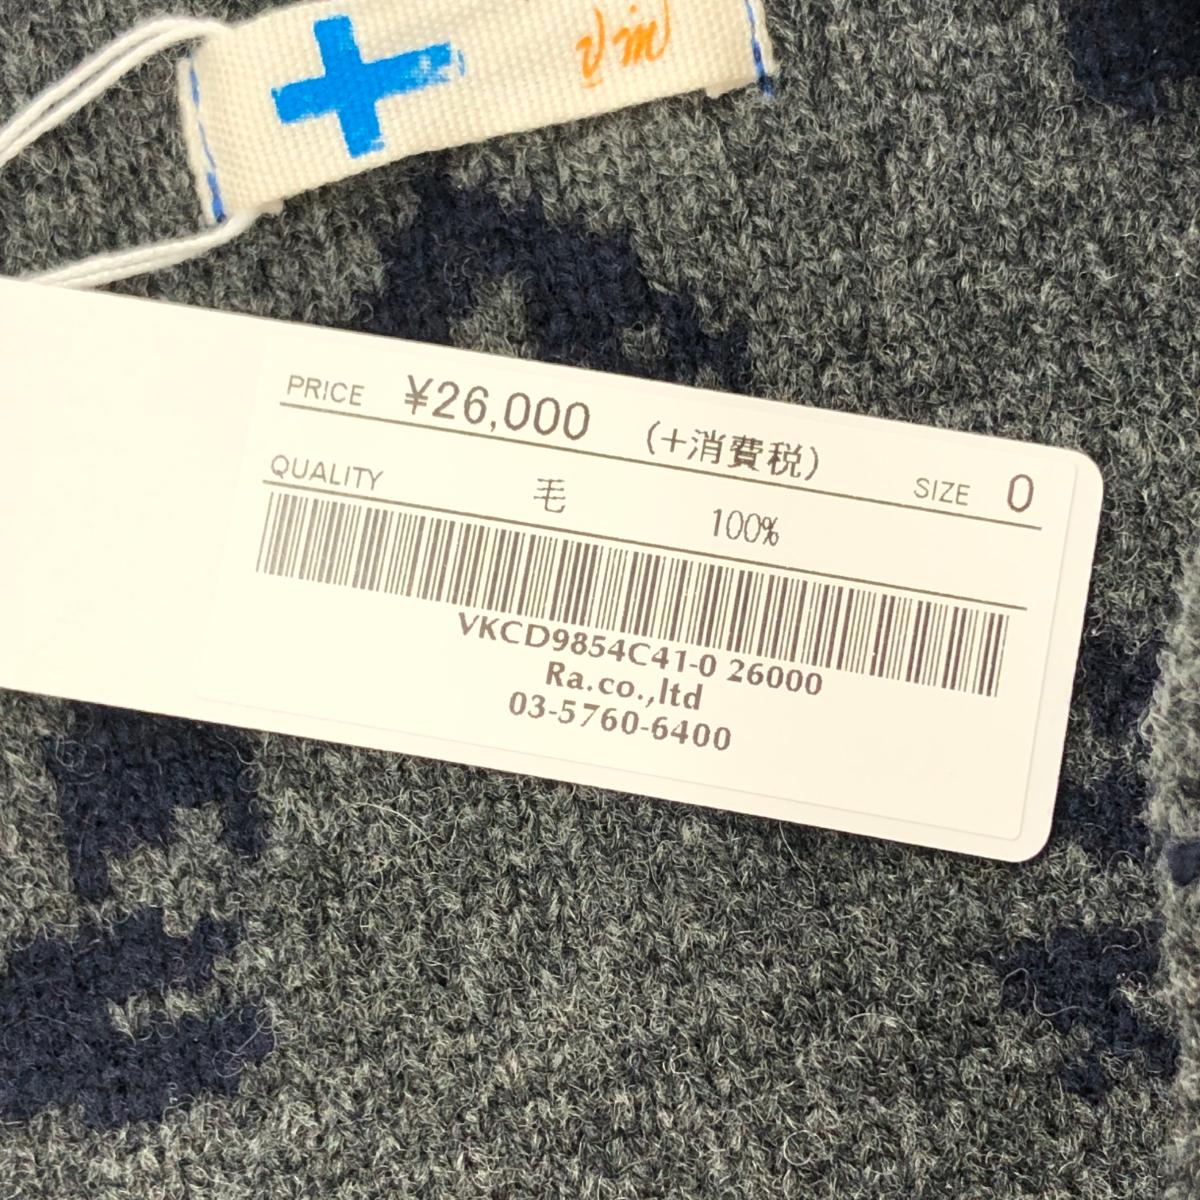 vm
PRICE ¥26,000 (+消費税)
SIZE 0
QUALITY 毛 100%
VKCD9854C41-0 26000
Ra.co.,ltd
03-5760-6400